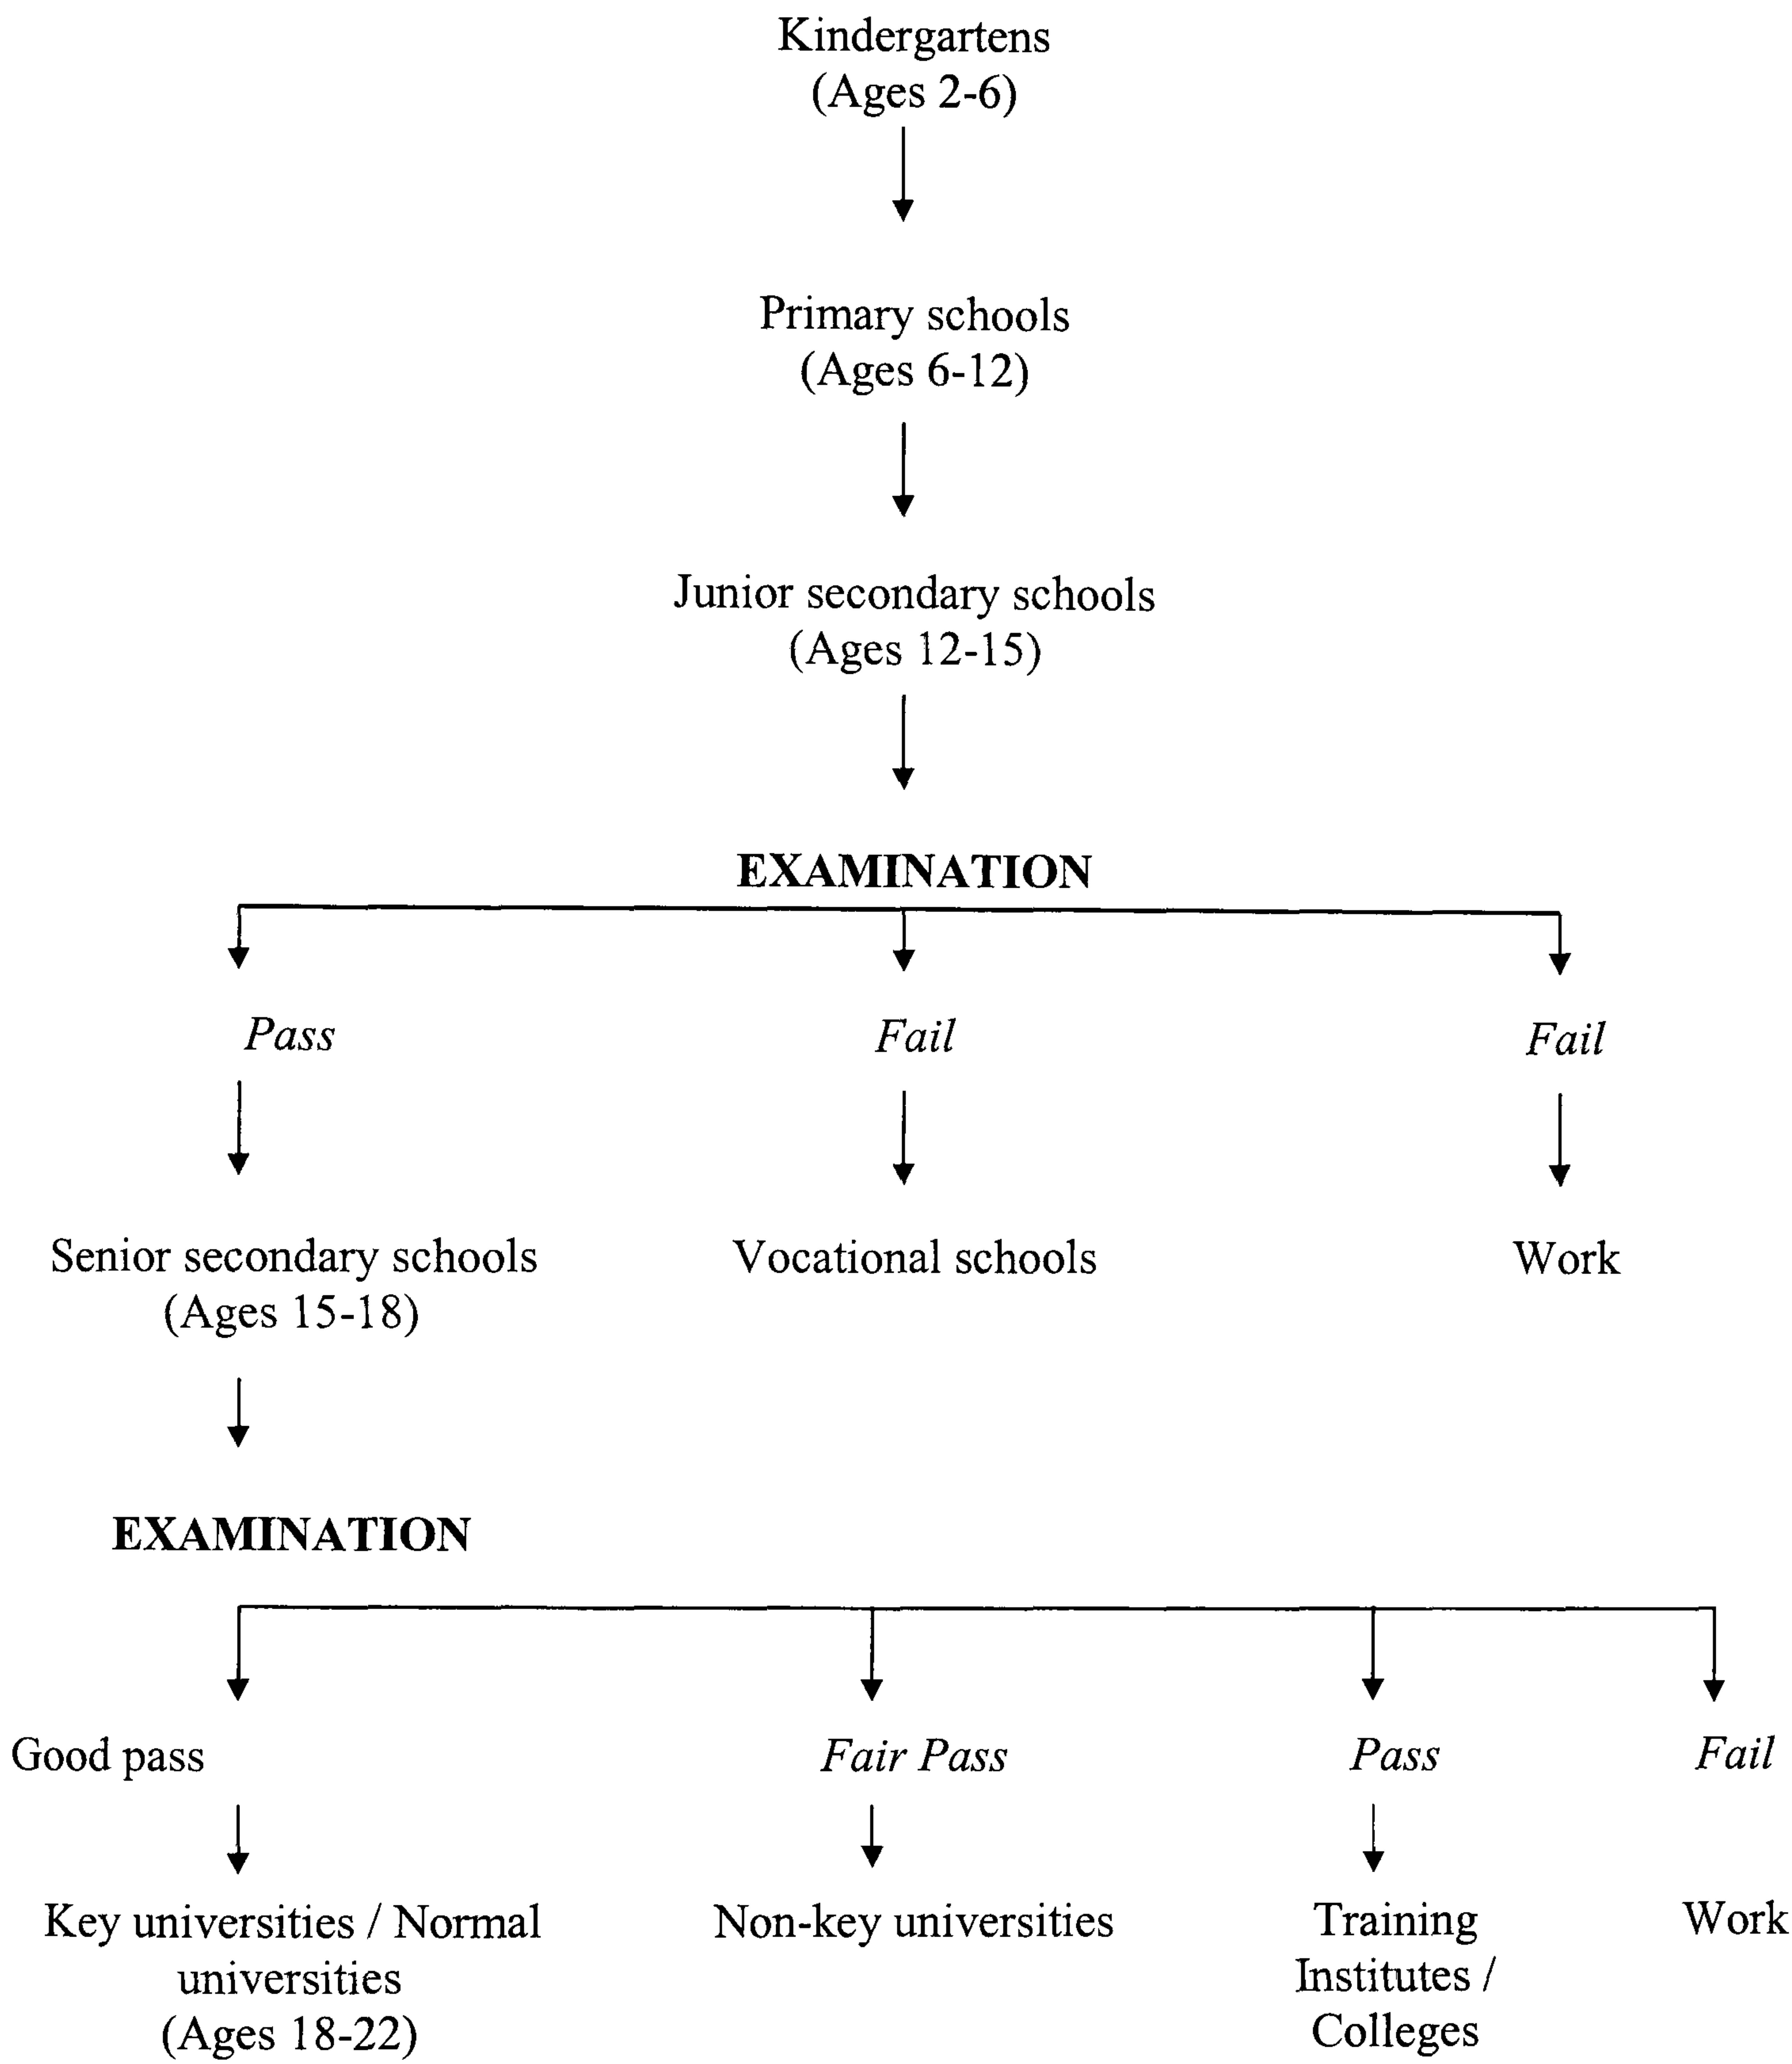 Kindergartens
(Ages 2-6)
Primary schools
(Ages 6-12)
Junior secondary schools
(Ages 12-15)
EXAMINATION
Pass
Fail
Fail
Senior secondary schools
(Ages 15-18)
Vocational schools
Work
EXAMINATION
Good pass
Fair Pass
Pass
Fail
Key universities / Normal
universities
(Ages 18-22)
Non-key universities
Training
Institutes /
Colleges
Work